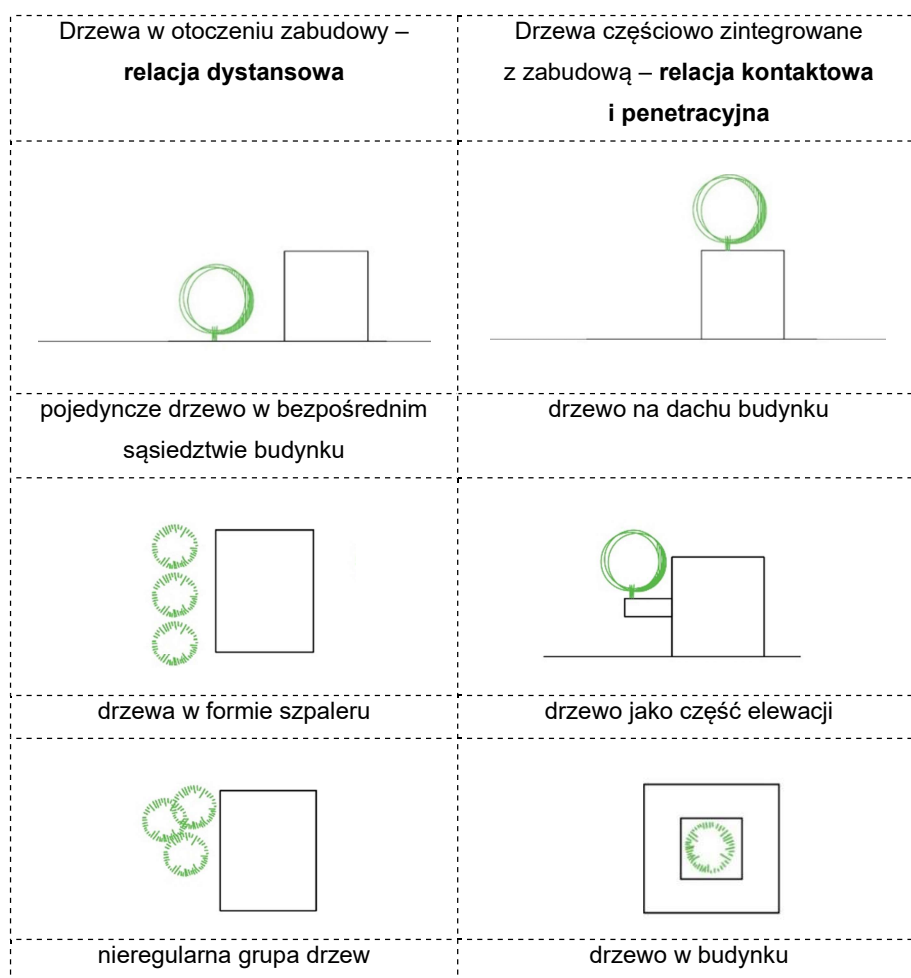 Drzewa w otoczeniu zabudowy –
relacja dystansowa
Drzewa częściowo zintegrowane
z zabudową – relacja kontaktowa
i penetracyjna
pojedyncze drzewo w bezpośrednim
sąsiedztwie budynku
drzewo na dachu budynku
drzewa w formie szpaleru
drzewo jako część elewacji
nieregularna grupa drzew
drzewo w budynku